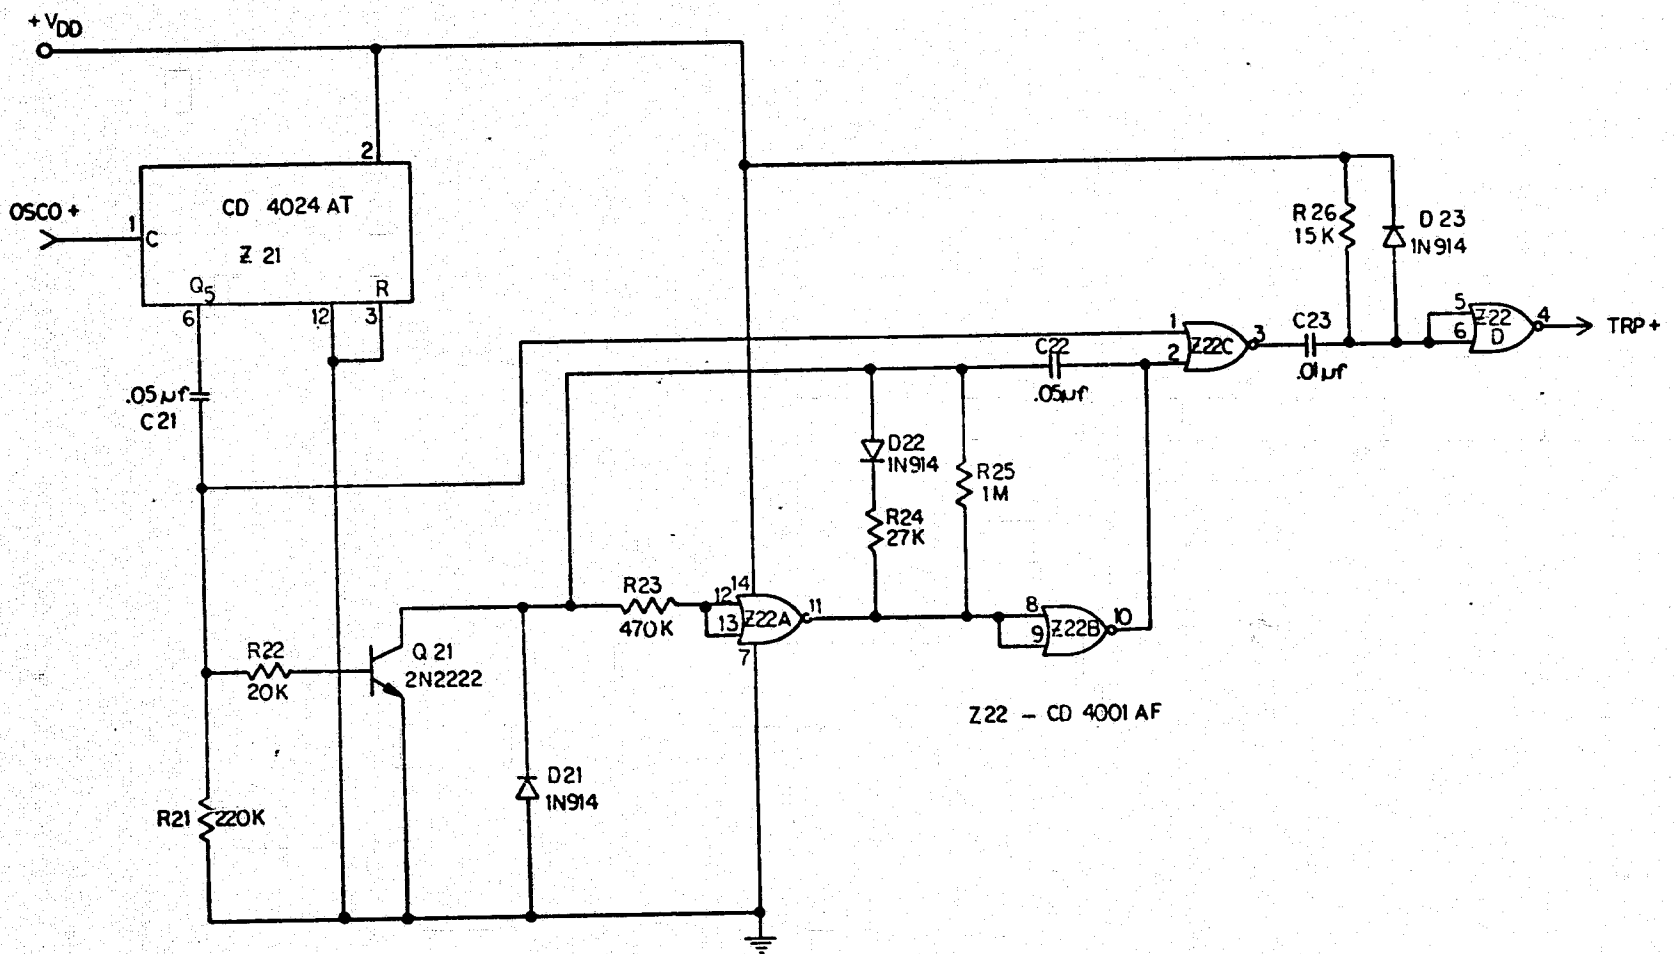 + VDD
2
OSCO +
1
C
CD 4024 AT
Z 21
Q5
R
6
12
3
.05µf
C21
R22
20K
Q 21
2N2222
R21
220K
D21
1N914
R23
470K
14
12
13
Z22A
11
7
D22
1N914
R24
27K
R25
1M
C22
.05µf
8
9
Z22B
10
Z22 - CD 4001 AF
1
2
Z22C
3
C23
.01µf
R 26
15K
D 23
1N914
5
6
Z22
D
4
TRP+